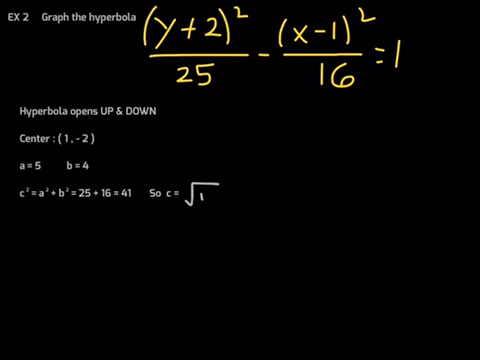 EX 2 Graph the hyperbola (y + 2)² / 25 - (x - 1)² / 16 = 1
Hyperbola opens UP & DOWN
Center : ( 1 , - 2 )
a = 5 b = 4
c² = a² + b² = 25 + 16 = 41 So c = √